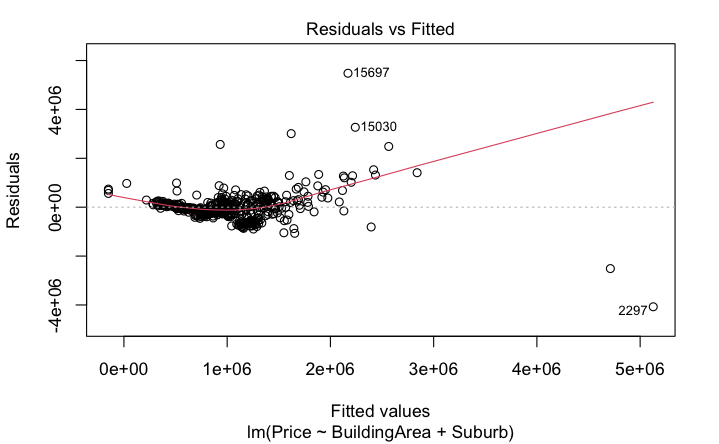 Residuals vs Fitted
Residuals
4e+06
0e+00
-4e+06
15697
15030
2297
0e+00 1e+06 2e+06 3e+06 4e+06 5e+06
Fitted values
lm(Price ~ BuildingArea + Suburb)